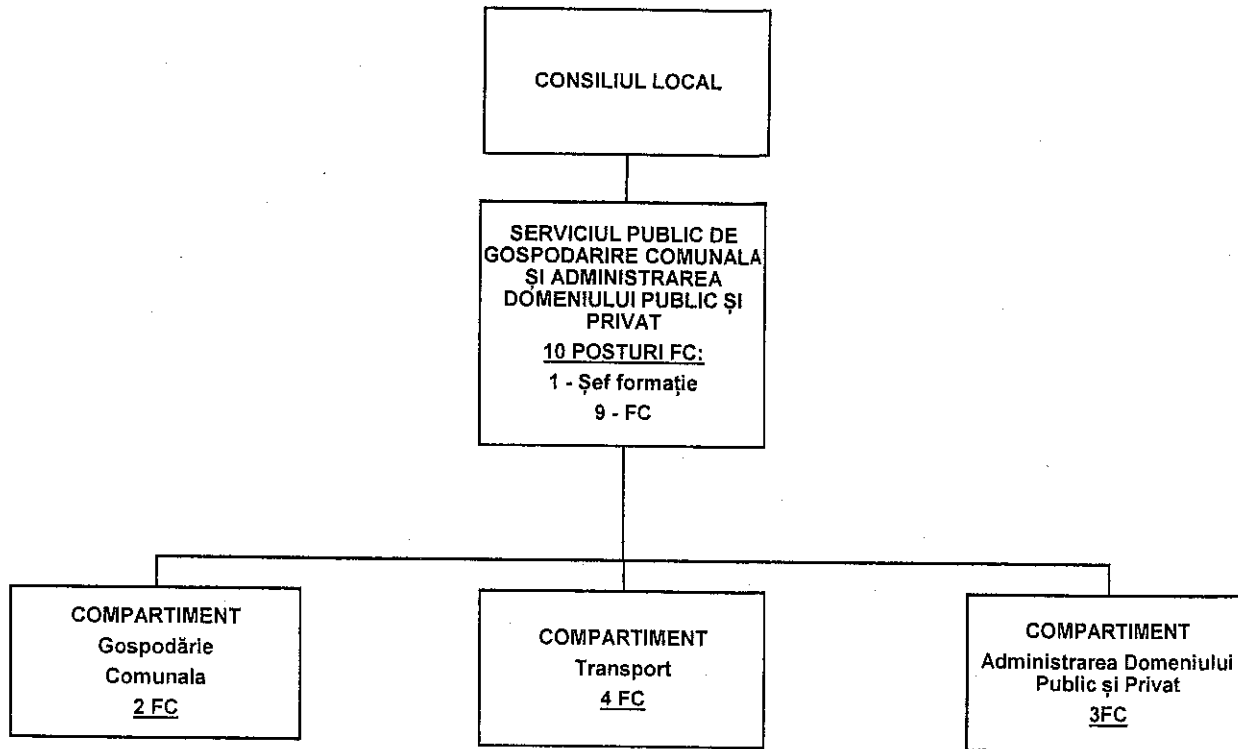 CONSILIUL LOCAL
SERVICIUL PUBLIC DE
GOSPODARIRE COMUNALA
ȘI ADMINISTRAREA
DOMENIULUI PUBLIC ȘI
PRIVAT
10 POSTURI FC:
1 - Șef formație
9 - FC
COMPARTIMENT
Gospodărie
Comunala
2 FC
COMPARTIMENT
Transport
4 FC
COMPARTIMENT
Administrarea Domeniului
Public și Privat
3FC